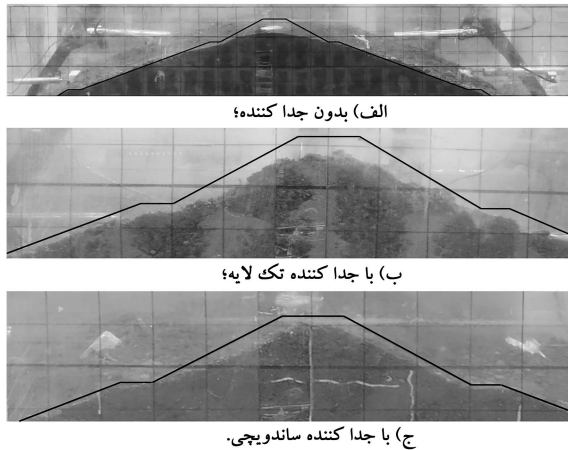 الف) بدون جدا کننده؛
ب) با جدا کننده تک لایه؛
ج) با جدا کننده ساندویچی.